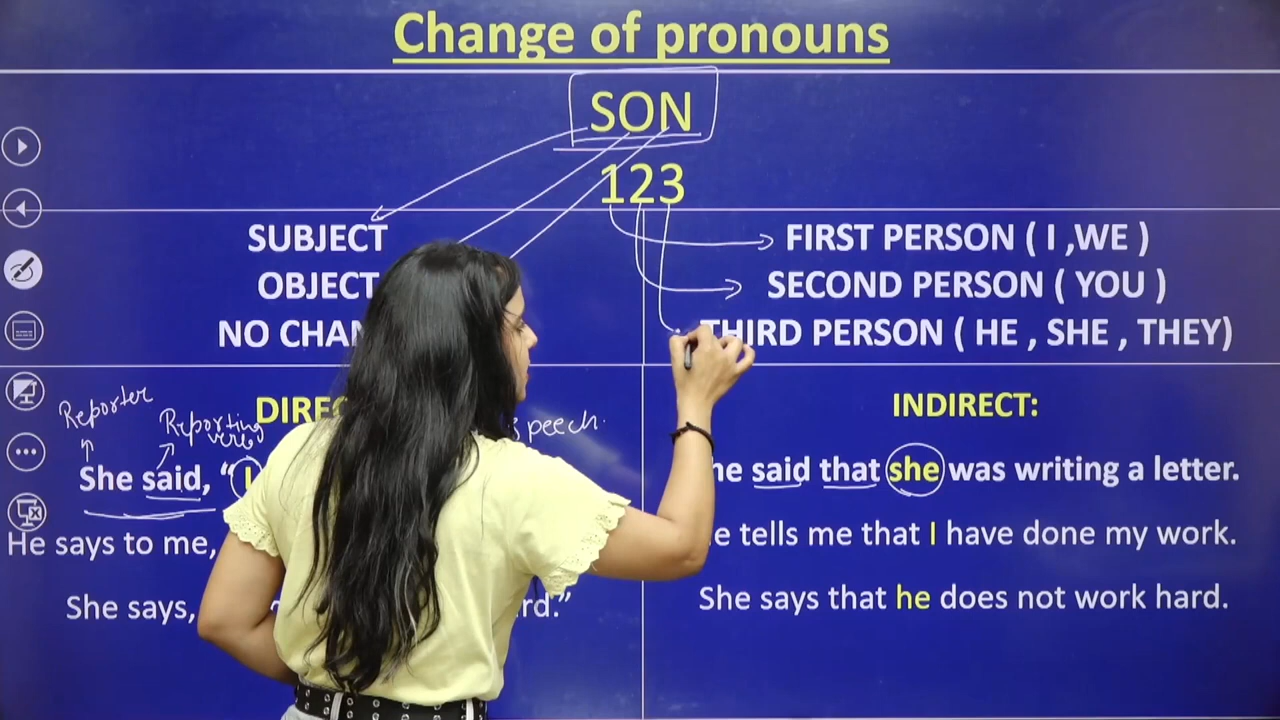 Change of pronouns
SON
123
SUBJECT
FIRST PERSON ( I ,WE )
OBJECT
SECOND PERSON ( YOU )
NO CHAN
THIRD PERSON ( HE , SHE , THEY)
Reporter
Reporting
verb
DIREC
speech.
INDIRECT:
She said, “I
he said that she was writing a letter.
He says to me,
e tells me that I have done my work.
She says,
rd.”
She says that he does not work hard.